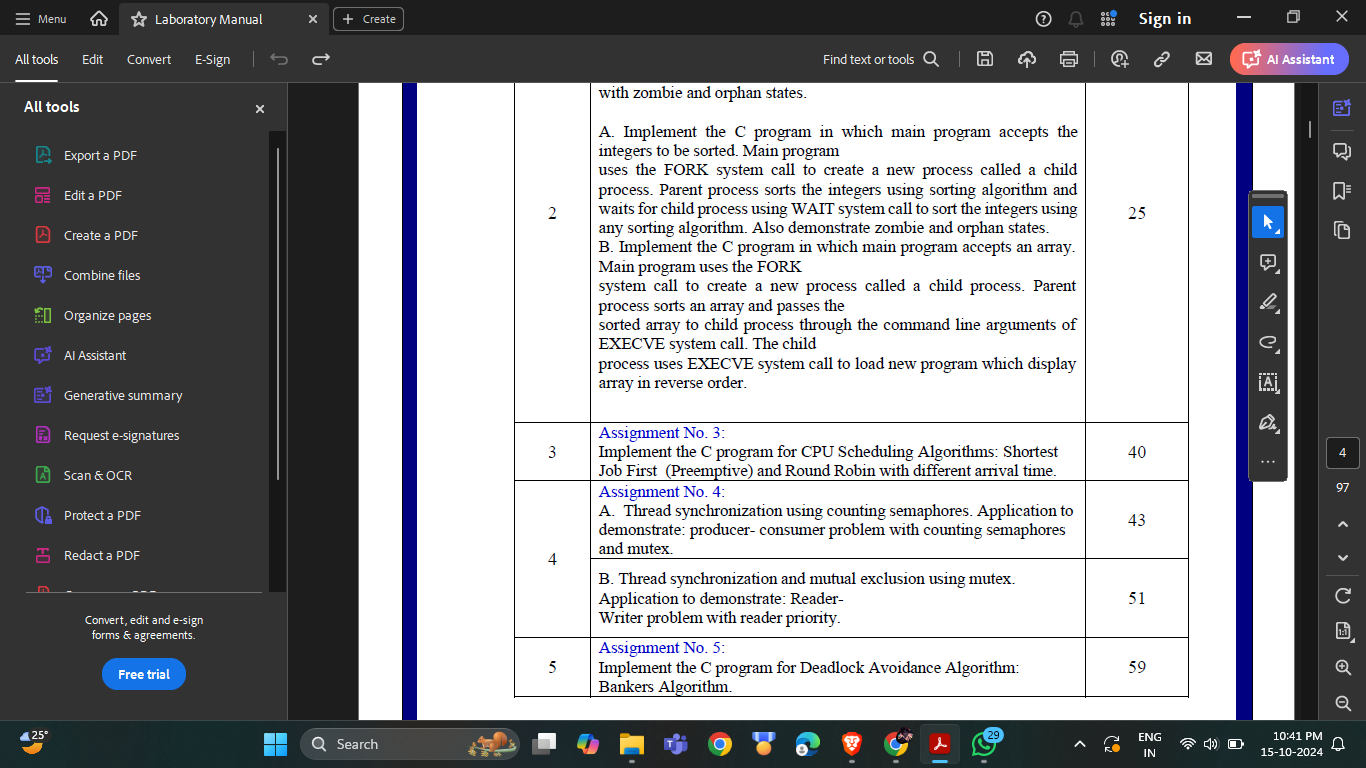 Menu
Laboratory Manual
Create
Sign in
All tools
Edit
Convert
E-Sign
Find text or tools
AI Assistant
All tools
Export a PDF
Edit a PDF
Create a PDF
Combine files
Organize pages
AI Assistant
Generative summary
Request e-signatures
Scan & OCR
Protect a PDF
Redact a PDF
Convert, edit and e-sign
forms & agreements.
Free trial
with zombie and orphan states.
A. Implement the C program in which main program accepts the
integers to be sorted. Main program
uses the FORK system call to create a new process called a child
process. Parent process sorts the integers using sorting algorithm and
waits for child process using WAIT system call to sort the integers using
any sorting algorithm. Also demonstrate zombie and orphan states.
2
25
B. Implement the C program in which main program accepts an array.
Main program uses the FORK
system call to create a new process called a child process. Parent
process sorts an array and passes the
sorted array to child process through the command line arguments of
EXECVE system call. The child
process uses EXECVE system call to load new program which display
array in reverse order.
Assignment No. 3:
3
Implement the C program for CPU Scheduling Algorithms: Shortest
Job First (Preemptive) and Round Robin with different arrival time.
40
Assignment No. 4:
4
A. Thread synchronization using counting semaphores. Application to
demonstrate: producer- consumer problem with counting semaphores
and mutex.
43
B. Thread synchronization and mutual exclusion using mutex.
Application to demonstrate: Reader-
Writer problem with reader priority.
51
Assignment No. 5:
5
Implement the C program for Deadlock Avoidance Algorithm:
Bankers Algorithm.
59
4
97
1:1
25°
Search
29
ENG
IN
10:41 PM
15-10-2024